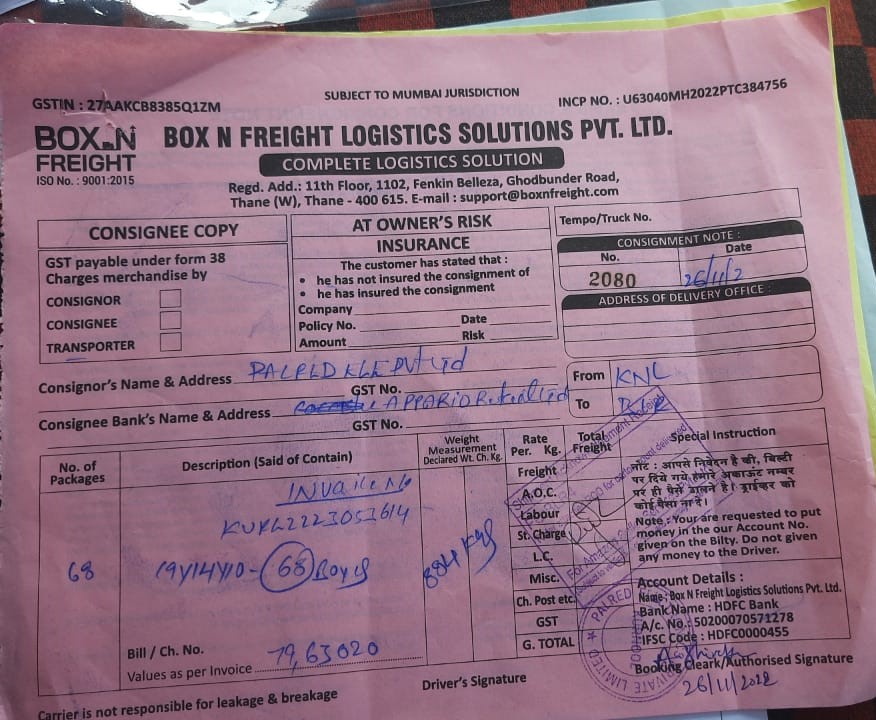 GSTIN : 27AAKCB8385Q1ZM
SUBJECT TO MUMBAI JURISDICTION
INCP NO. : U63040MH2022PTC384756
BOX N FREIGHT
ISO No. : 9001:2015
BOX N FREIGHT LOGISTICS SOLUTIONS PVT. LTD.
COMPLETE LOGISTICS SOLUTION
Regd. Add.: 11th Floor, 1102, Fenkin Belleza, Ghodbunder Road,
Thane (W), Thane - 400 615. E-mail : support@boxnfreight.com
CONSIGNEE COPY
GST payable under form 38
Charges merchandise by
CONSIGNOR
CONSIGNEE
TRANSPORTER
AT OWNER'S RISK
INSURANCE
The customer has stated that :
• he has not insured the consignment of
• he has insured the consignment
Company
Policy No. Date
Amount Risk
Tempo/Truck No.
CONSIGNMENT NOTE :
No. Date
2080 26/11/2
ADDRESS OF DELIVERY OFFICE :
Consignor's Name & Address PALRED ELE PVT Ltd
GST No.
Consignee Bank's Name & Address APPARIO Retail Ltd
GST No.
From KNL
To
No. of Packages
Description (Said of Contain)
Weight Measurement Declared Wt. Ch. Kg.
Rate Per. Kg.
Total Freight
Special Instruction
68
INVoice No
19Y14Y10-68 Boxes
884 Kgs
Freight
A.O.C.
Labour
St. Charge
L.C.
Misc.
Ch. Post etc.
GST
G. TOTAL
नोट : आपसे निवेदन है की, बिल्टी
पर दिये गये हमारे अकाऊंट नम्बर
पर ही पैसे डालने है। ड्राईवर को
कोई पैसा ना दें।
Note : Your are requested to put
money in the our Account No.
given on the Bilty. Do not given
any money to the Driver.
Account Details :
Name : Box N Freight Logistics Solutions Pvt. Ltd.
Bank Name : HDFC Bank
A/c. No.: 50200070571278
IFSC Code : HDFC0000455
Bill / Ch. No.
Values as per Invoice 19,63020
Driver's Signature
Booking Cleark/Authorised Signature
26/11/2022
Carrier is not responsible for leakage & breakage